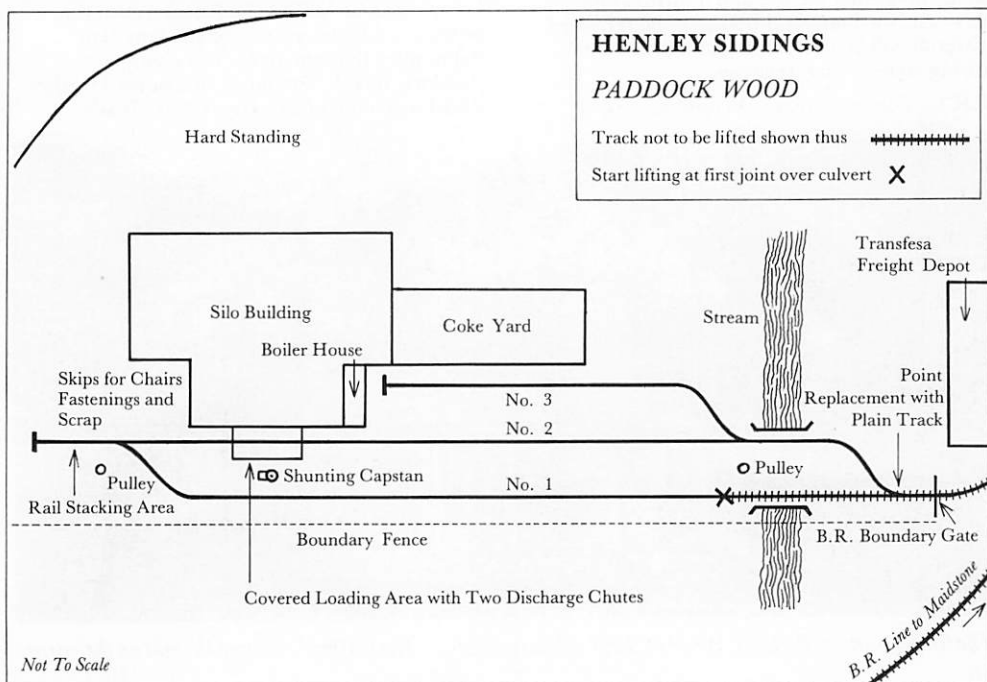 HENLEY SIDINGS
PADDOCK WOOD
Track not to be lifted shown thus
Start lifting at first joint over culvert
Hard Standing
Transfesa
Freight Depot
Silo Building
Coke Yard
Stream
Boiler House
Skips for Chairs
Fastenings and
Scrap
Point
Replacement with
Plain Track
No. 3
No. 2
Pulley
Shunting Capstan
Pulley
No. 1
Rail Stacking Area
Boundary Fence
B.R. Boundary Gate
Covered Loading Area with Two Discharge Chutes
B.R. Line to Maidstone
Not To Scale